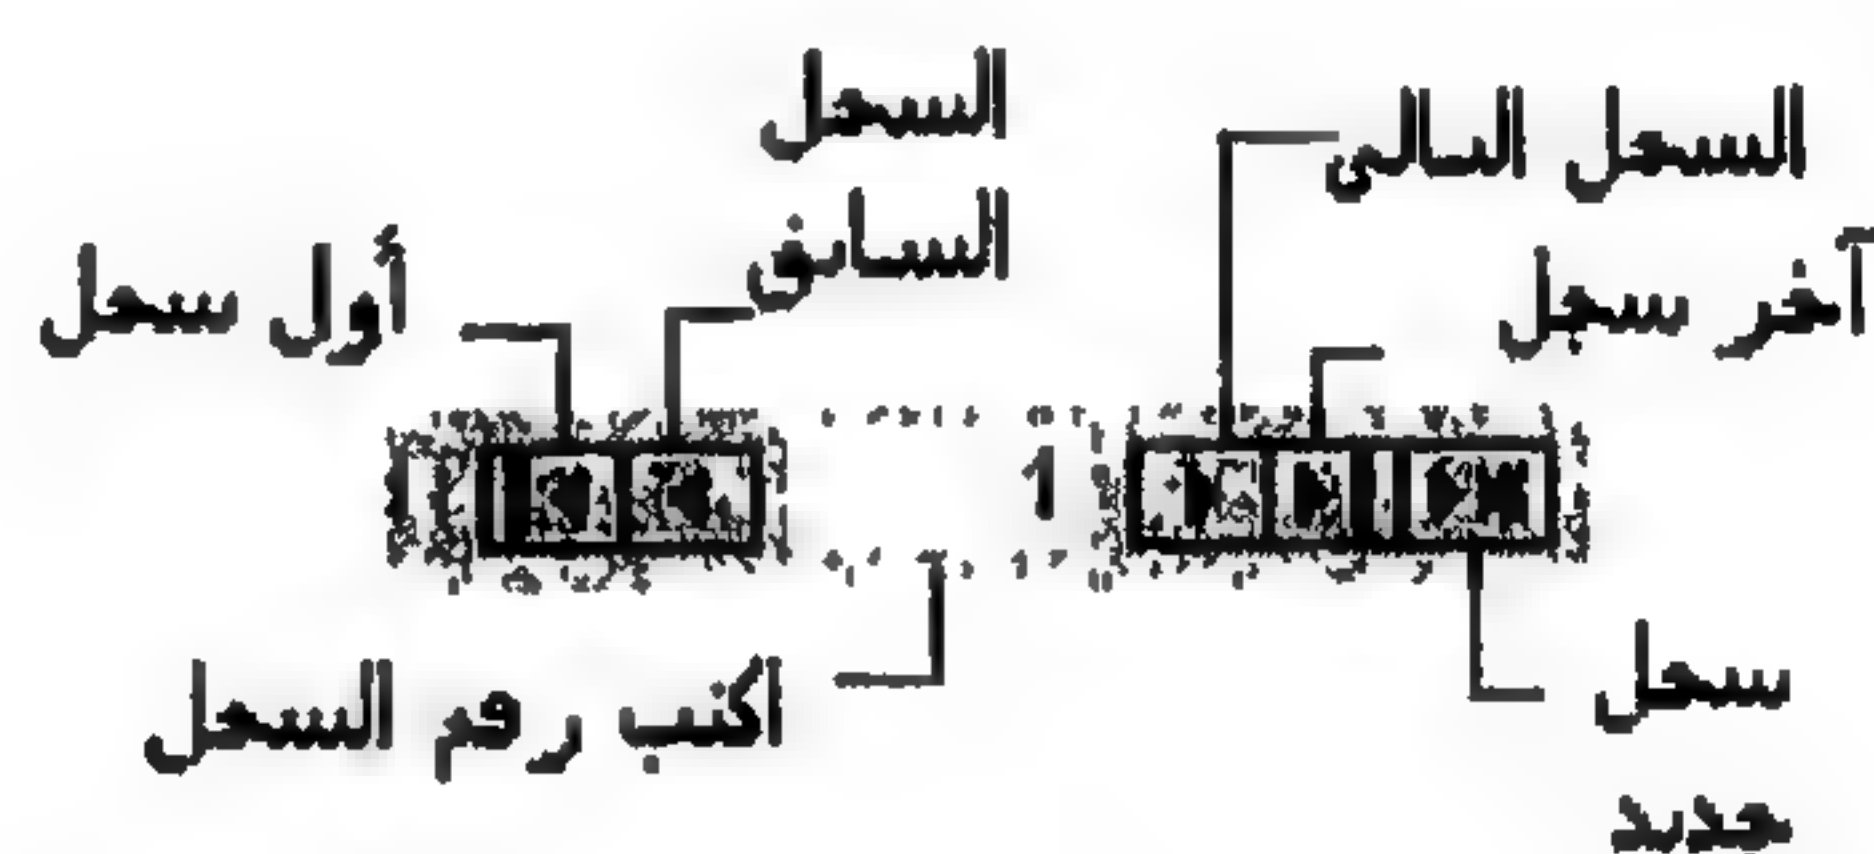 السجل
السابق
السجل التالي
أول سجل
آخر سجل
1
اكتب رقم السجل
سجل
جديد